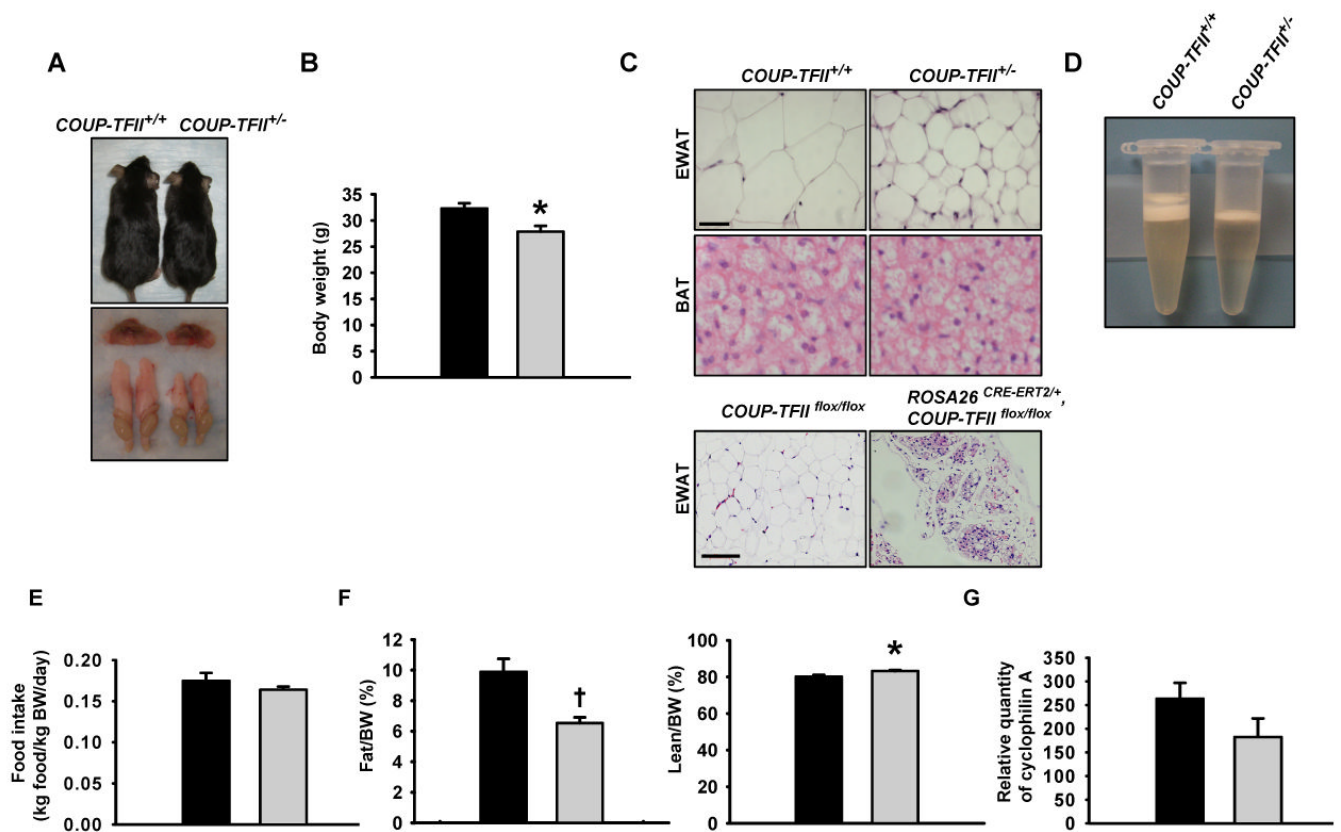 A
COUP-TFII+/+ COUP-TFII+/-
B
Body weight (g)
35
30
25
20
15
10
5
0
*
C
COUP-TFII+/+ COUP-TFII+/-
EWAT
BAT
COUP-TFII flox/flox
ROSA26 CRE-ERT2/+,
COUP-TFII flox/flox
EWAT
D
COUP-TFII+/+
COUP-TFII+/-
E
Food intake
(kg food/kg BW/day)
0.20
0.15
0.10
0.05
0.00
F
Fat/BW (%)
12
10
8
6
4
2
0
†
Lean/BW (%)
100
80
60
40
20
0
*
G
Relative quantity
of cyclophilin A
350
300
250
200
150
100
50
0